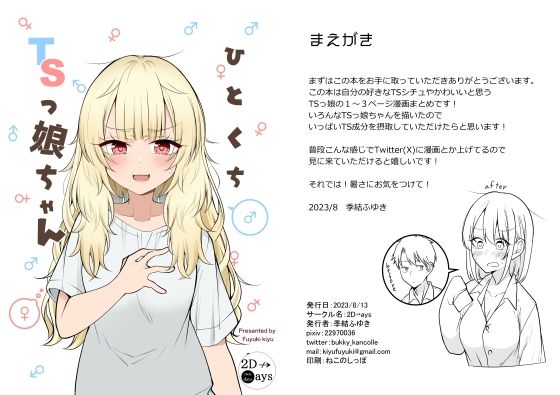 ひとくち
TSっ娘ちゃん
Presented by
Fuyuki kiyu
2D
ays
まえがき
まずはこの本をお手に取っていただきありがとうございます。
この本は自分の好きなTSシチュやかわいいと思う
TSっ娘の1~3ページ漫画まとめです!
いろんなTSっ娘ちゃんを描いたので
いっぱいTS成分を摂取していただけたらと思います!
普段こんな感じでTwitter(X)に漫画とか上げてるので
見に来ていただけると嬉しいです!
それでは!暑さにお気をつけて!
2023/8 季結ふゆき
after
発行日:2023/8/13
サークル名:2D→ays
発行者:季結ふゆき
pixiv:22970036
twitter:bukky_kancolle
mail:kiyufuyuki@gmail.com
印刷:ねこのしっぽ